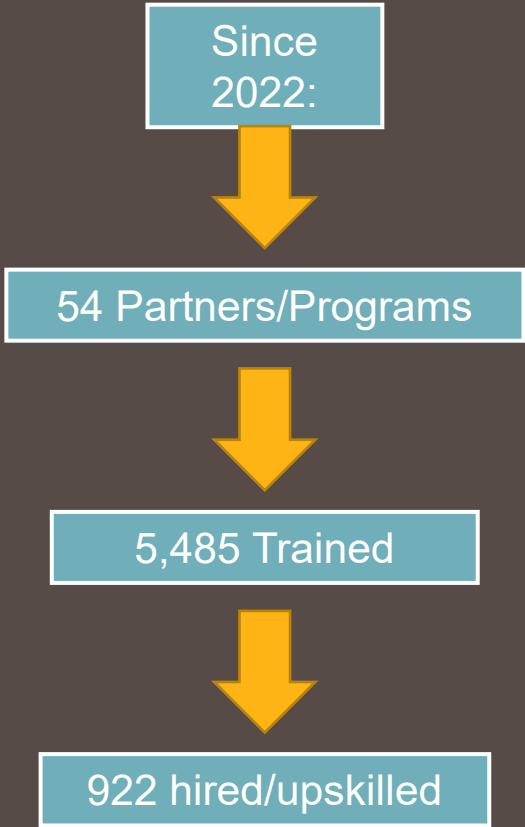 Since
2022:
54 Partners/Programs
5,485 Trained
922 hired/upskilled